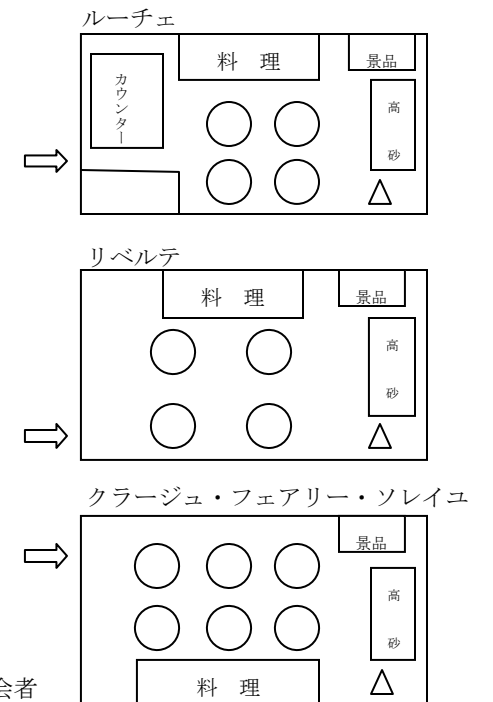 ルーチェ
料 理
景品
カウンター
高砂
リベルテ
料 理
景品
高砂
クラージュ・フェアリー・ソレイユ
景品
高砂
会者
料 理